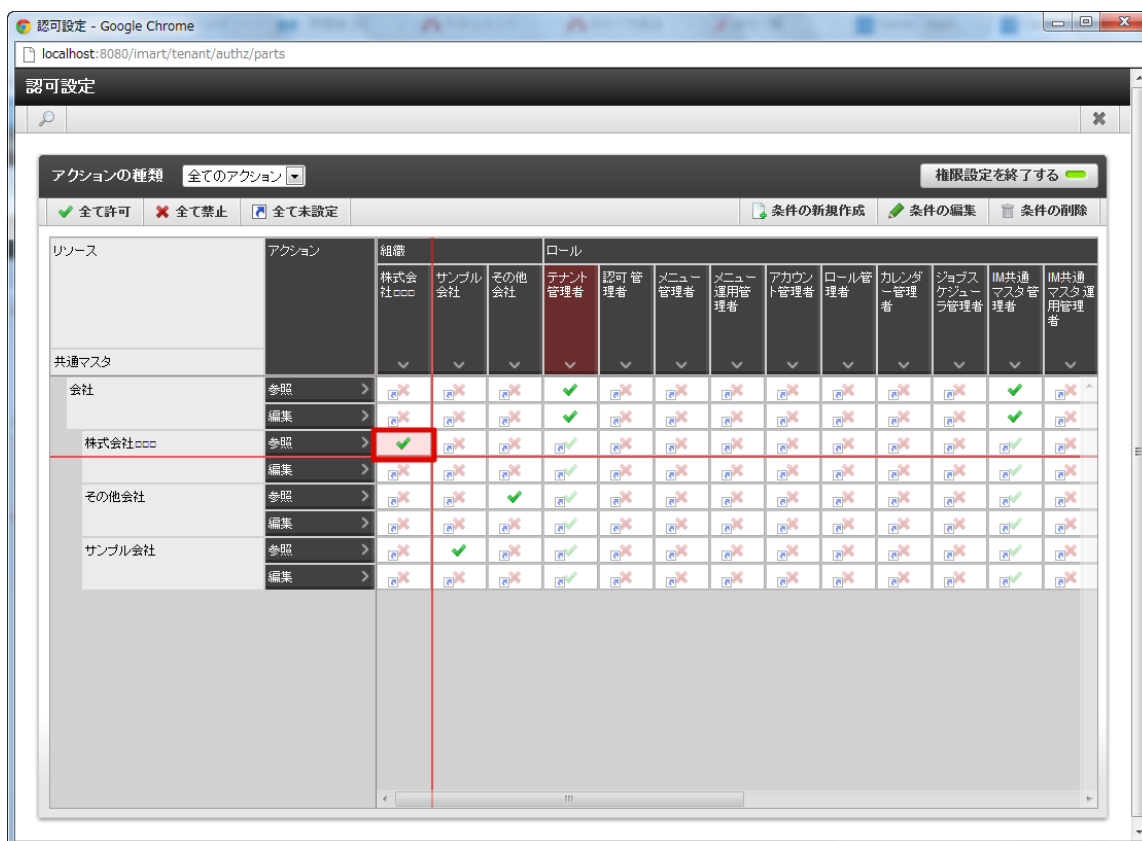 認可設定 - Google Chrome
localhost:8080/imart/tenant/authz/parts
認可設定
アクションの種類 全てのアクション 権限設定を終了する
全て許可 全て禁止 全て未設定 条件の新規作成 条件の編集 条件の削除
リソース アクション 組織 ロール
株式会社□□□ サンプル会社 その他会社 テナント管理者 認可管理者 メニュー管理者 メニュー運用管理者 アカウント管理者 ロール管理者 カレンダー管理者 ジョブスケジューラ管理者 IM共通マスタ管理者 IM共通マスタ運用管理者
共通マスタ
会社 参照
編集
株式会社□□□ 参照
編集
その他会社 参照
編集
サンプル会社 参照
編集